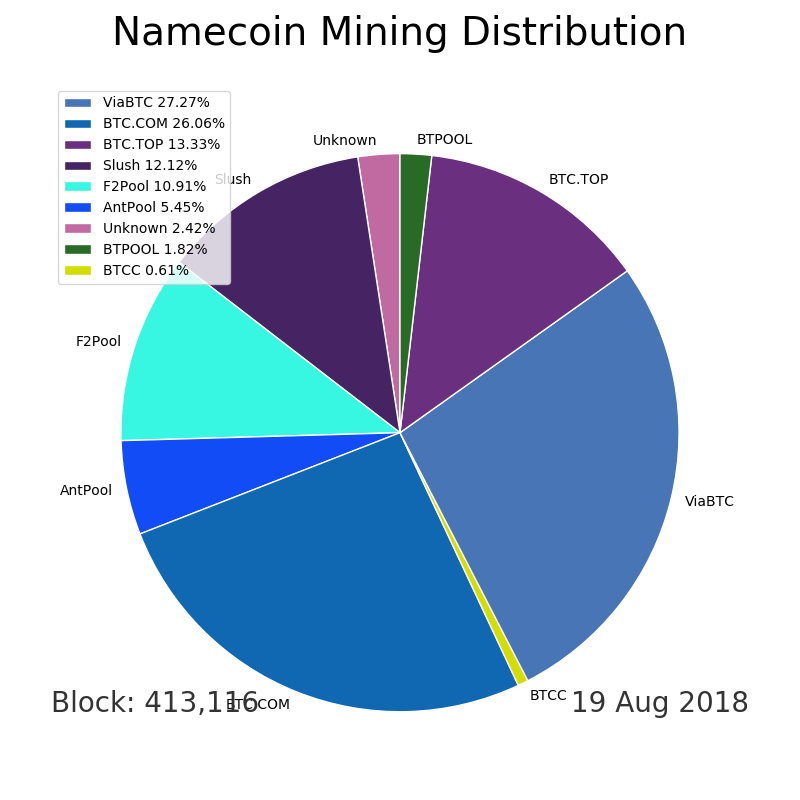 Namecoin Mining Distribution
ViaBTC 27.27%
BTC.COM 26.06%
BTC.TOP 13.33%
Slush 12.12%
F2Pool 10.91%
AntPool 5.45%
Unknown 2.42%
BTPOOL 1.82%
BTCC 0.61%
Unknown
BTPOOL
Slush
BTC.TOP
F2Pool
AntPool
ViaBTC
BTCC
BTC.COM
Block: 413,116
19 Aug 2018